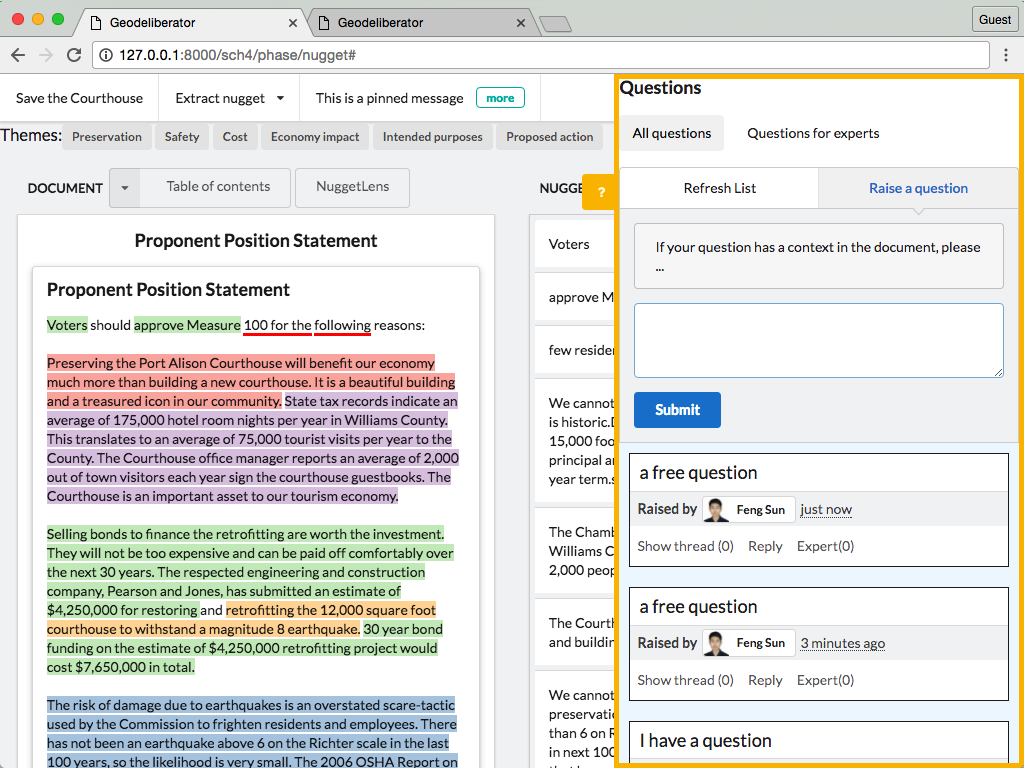 Geodeliberator
Geodeliberator
Guest
127.0.0.1:8000/sch4/phase/nugget#
Save the Courthouse
Extract nugget
This is a pinned message
more
Themes:
Preservation
Safety
Cost
Economy impact
Intended purposes
Proposed action
DOCUMENT
Table of contents
NuggetLens
Proponent Position Statement
Proponent Position Statement
Voters should approve Measure 100 for the following reasons:
Preserving the Port Alison Courthouse will benefit our economy
much more than building a new courthouse. It is a beautiful building
and a treasured icon in our community. State tax records indicate an
average of 175,000 hotel room nights per year in Williams County.
This translates to an average of 75,000 tourist visits per year to the
County. The Courthouse office manager reports an average of 2,000
out of town visitors each year sign the courthouse guestbooks. The
Courthouse is an important asset to our tourism economy.
Selling bonds to finance the retrofitting are worth the investment.
They will not be too expensive and can be paid off comfortably over
the next 30 years. The respected engineering and construction
company, Pearson and Jones, has submitted an estimate of
$4,250,000 for restoring and retrofitting the 12,000 square foot
courthouse to withstand a magnitude 8 earthquake. 30 year bond
funding on the estimate of $4,250,000 retrofitting project would
cost $7,650,000 in total.
The risk of damage due to earthquakes is an overstated scare-tactic
used by the Commission to frighten residents and employees. There
has not been an earthquake above 6 on the Richter scale in the last
100 years, so the likelihood is very small. The 2006 OSHA Report on
NUGGE
?
Voters
approve M
few reside
We cannot
is historic.
15,000 foo
principal a
year term.s
The Chamb
Williams C
2,000 peop
The Court
and buildin
We cannot
preservati
than 6 on R
in next 100
Questions
All questions
Questions for experts
Refresh List
Raise a question
If your question has a context in the document, please
...
Submit
a free question
Raised by Feng Sun just now
Show thread (0) Reply Expert(0)
a free question
Raised by Feng Sun 3 minutes ago
Show thread (0) Reply Expert(0)
I have a question